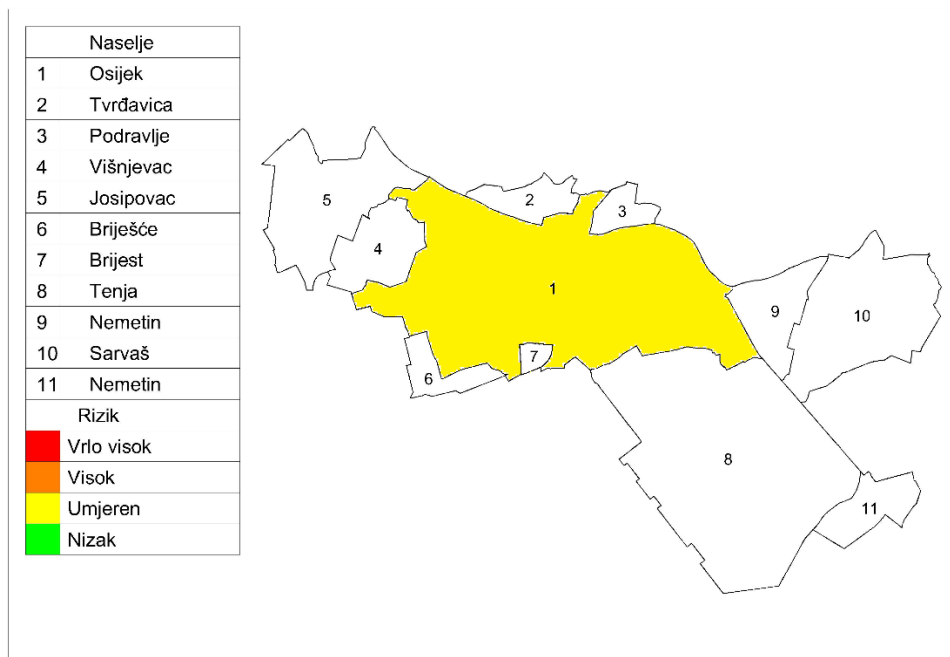 Naselje
1 Osijek
2 Tvrđavica
3 Podravlje
4 Višnjevac
5 Josipovac
6 Briješće
7 Brijest
8 Tenja
9 Nemetin
10 Sarvaš
11 Nemetin
Rizik
Vrlo visok
Visok
Umjeren
Nizak
5
2
3
4
1
9
10
7
6
8
11